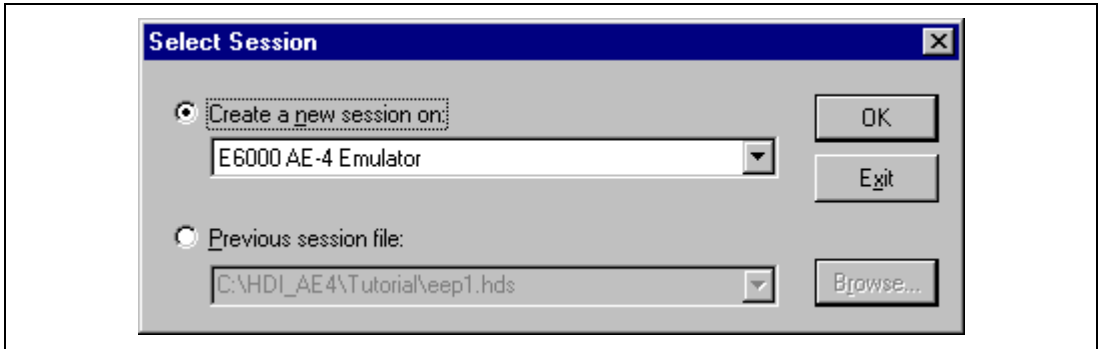 Select Session
Create a new session on:
OK
E6000 AE-4 Emulator
Exit
Previous session file:
C:\HDI_AE4\Tutorial\eep1.hds
Browse...